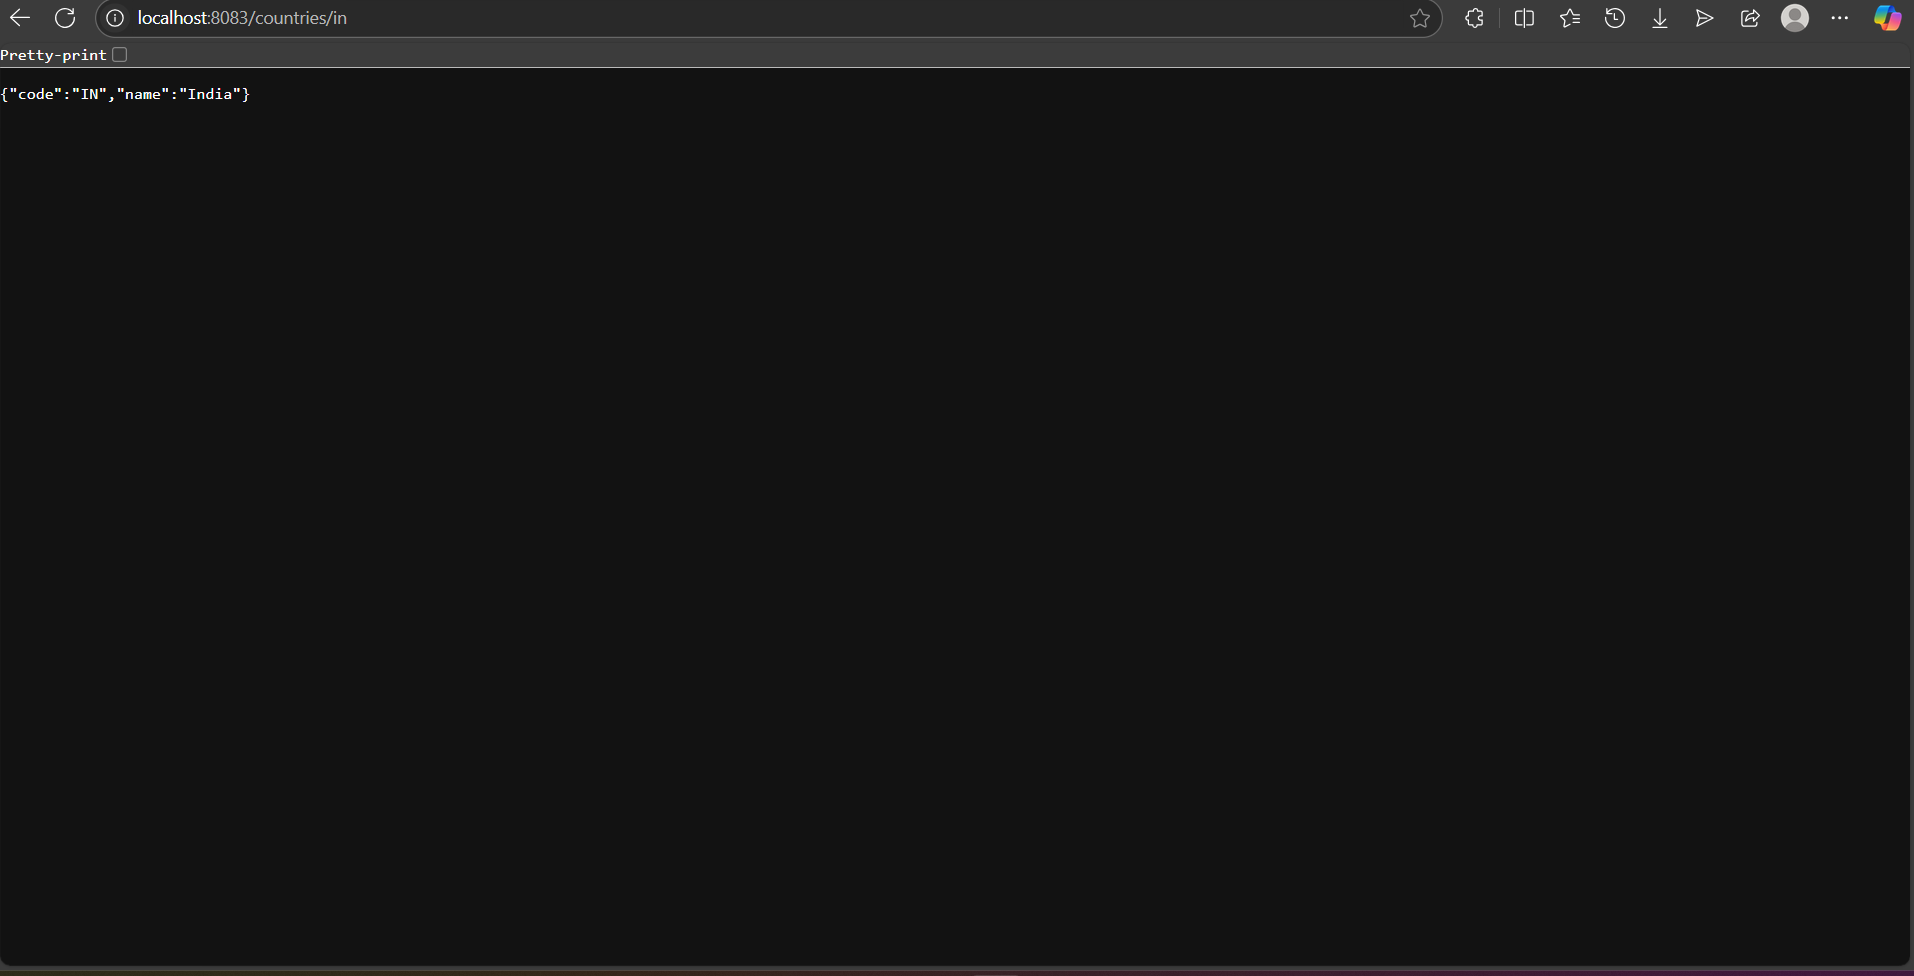 localhost:8083/countries/in
Pretty-print
{"code":"IN","name":"India"}